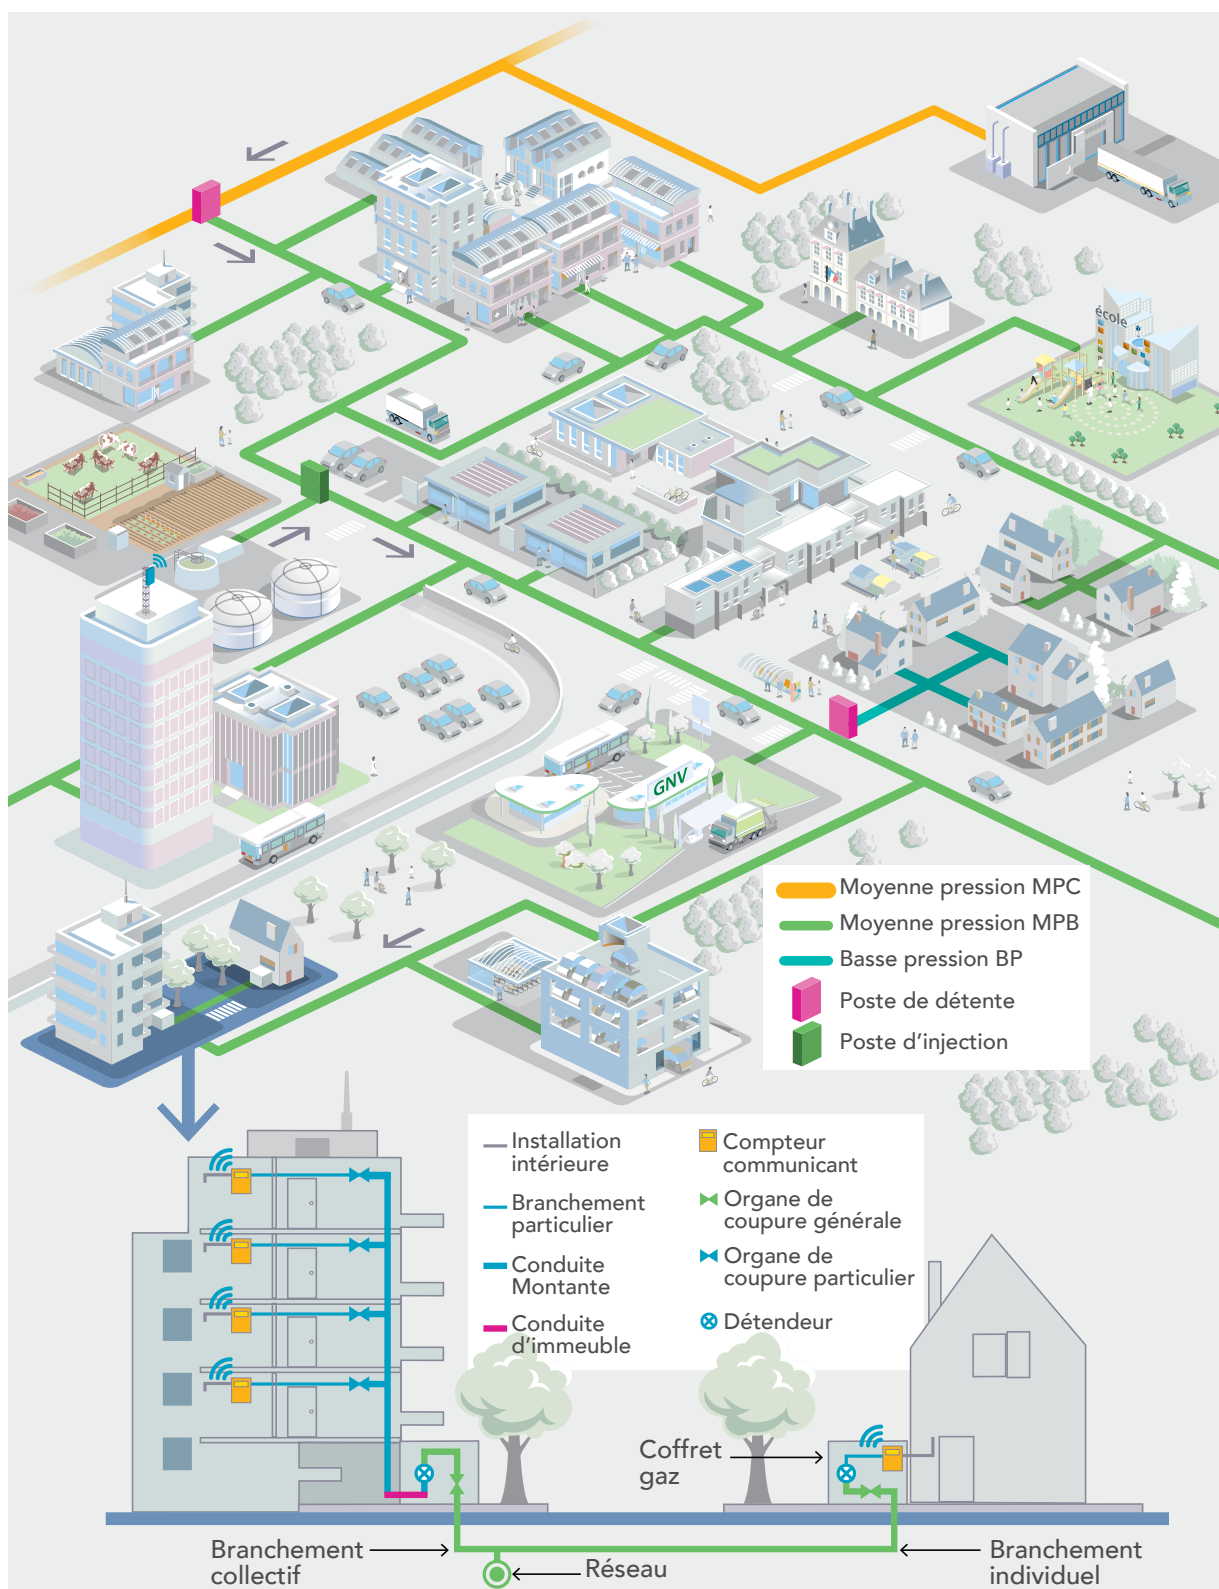 école
GNV
Moyenne pression MPC
Moyenne pression MPB
Basse pression BP
Poste de détente
Poste d'injection
Installation
intérieure
Branchement
particulier
Conduite
Montante
Conduite
d'immeuble
Compteur
communicant
Organe de
coupure générale
Organe de
coupure particulier
Détendeur
Coffret
gaz
Branchement
collectif
Réseau
Branchement
individuel